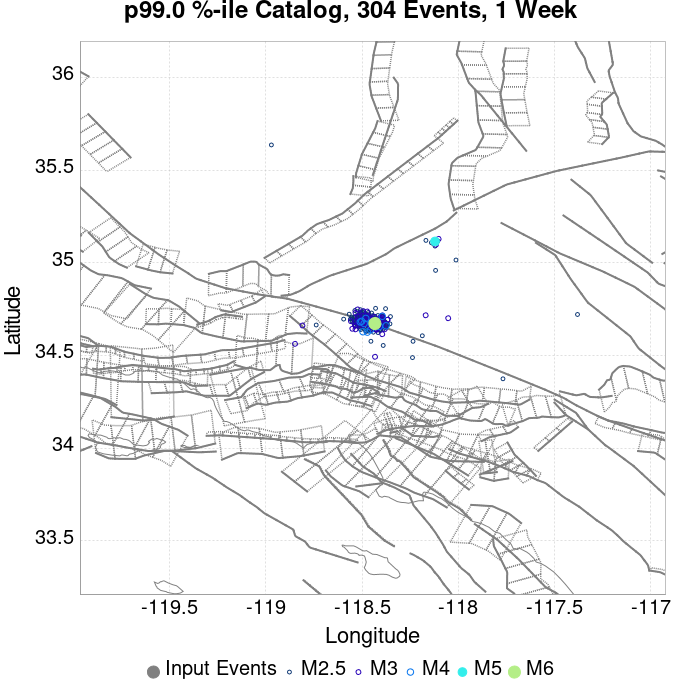 p99.0 %-ile Catalog, 304 Events, 1 Week
36
35.5
35
34.5
34
33.5
Latitude
-119.5 -119 -118.5 -118 -117.5 -117
Longitude
Input Events M2.5 M3 M4 M5 M6